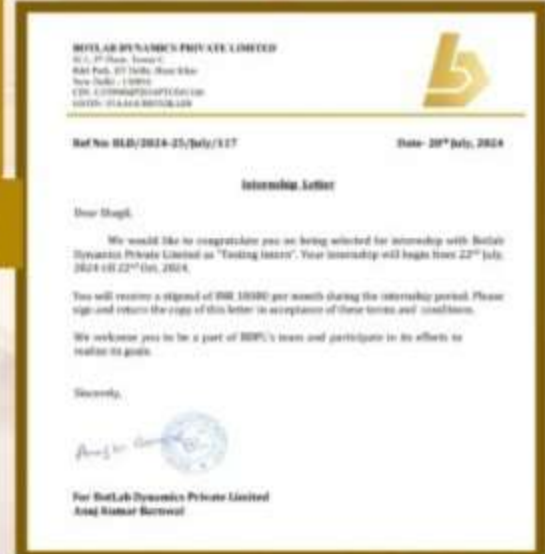 BOTLAB DYNAMICS PRIVATE LIMITED
New Delhi -
Ref No: BLD/2024-25/July/117
Date- 20th July, 2024
Internship Letter
Dear
We would like to congratulate you on being selected for internship with Botlab
Dynamics Private Limited as "Testing Intern". Your internship will begin from 22nd July,
2024 till 22nd Oct, 2024.
You will receive a stipend of INR per month during the internship period. Please
sign and return the copy of this letter in acceptance of these terms and conditions.
We welcome you to be a part of BDPL's team and participate in its efforts to
realize its goals.
Sincerely,
For BotLab Dynamics Private Limited
Anuj Kumar Barnwal